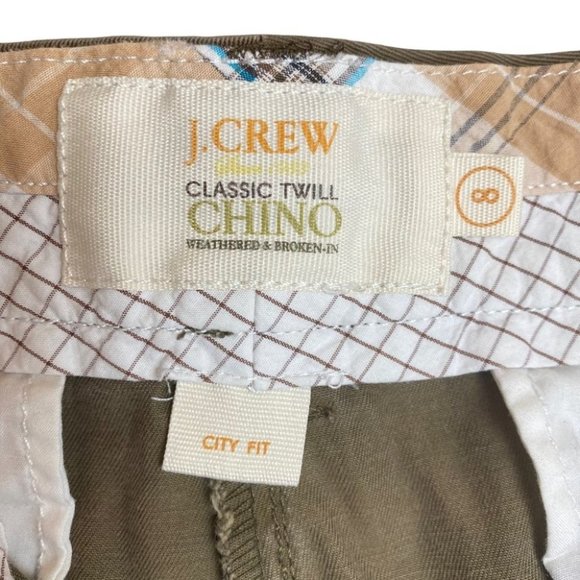 J.CREW
CLASSIC TWILL
CHINO
WEATHERED & BROKEN-IN
8
CITY FIT